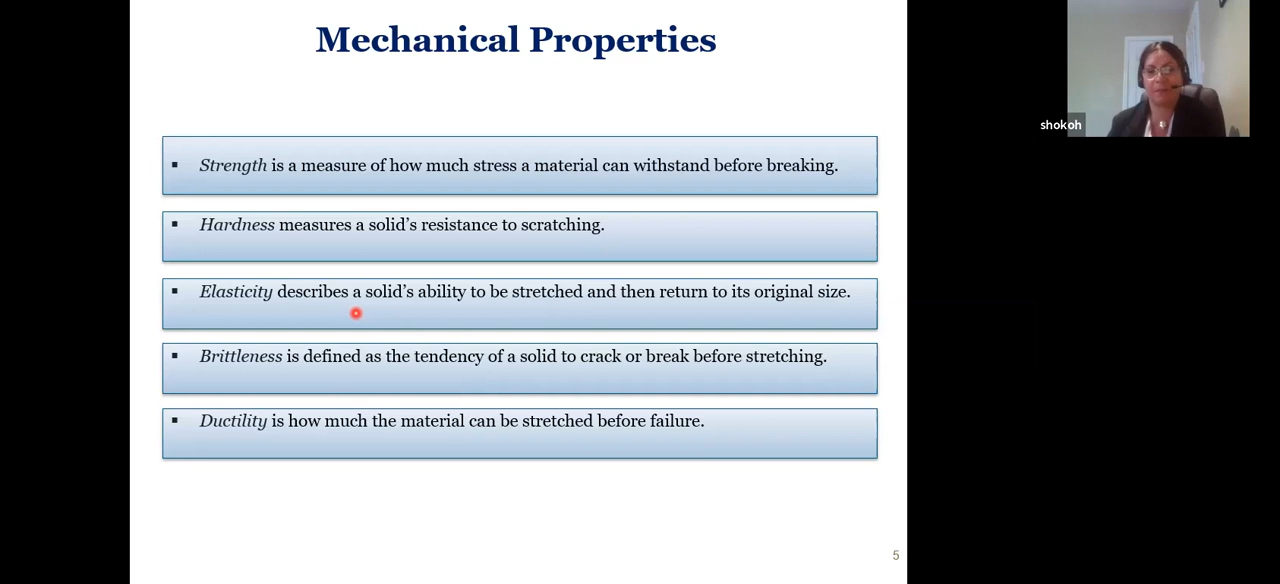 Mechanical Properties
shokoh
▪ Strength is a measure of how much stress a material can withstand before breaking.
▪ Hardness measures a solid’s resistance to scratching.
▪ Elasticity describes a solid’s ability to be stretched and then return to its original size.
▪ Brittleness is defined as the tendency of a solid to crack or break before stretching.
▪ Ductility is how much the material can be stretched before failure.
5